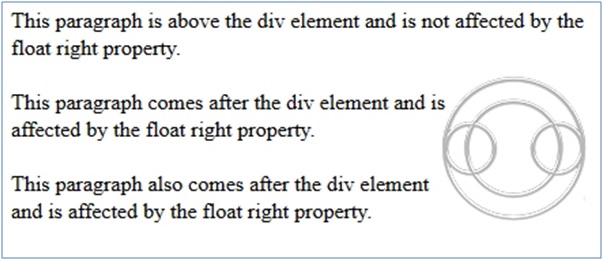 This paragraph is above the div element and is not affected by the
float right property.
This paragraph comes after the div element and is
affected by the float right property.
This paragraph also comes after the div element
and is affected by the float right property.